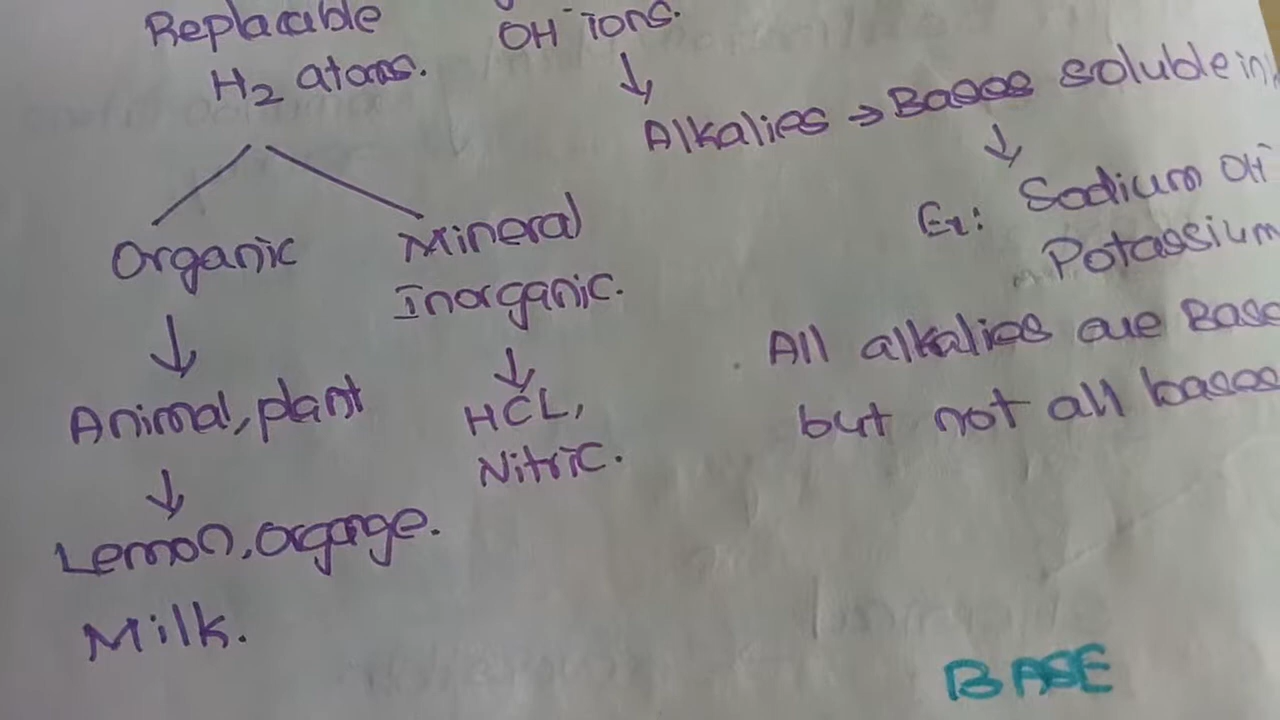 Replacable
H2 atoms.
Organic
Animal, plant
Lemon, Organge.
Milk.
Mineral
Inorganic.
HCL,
Nitric.
OH- ions.
Alkalies → Bases soluble in
Ex: Sodium OH-
Potassium
All alkalies are Base
but not all bases
BASE